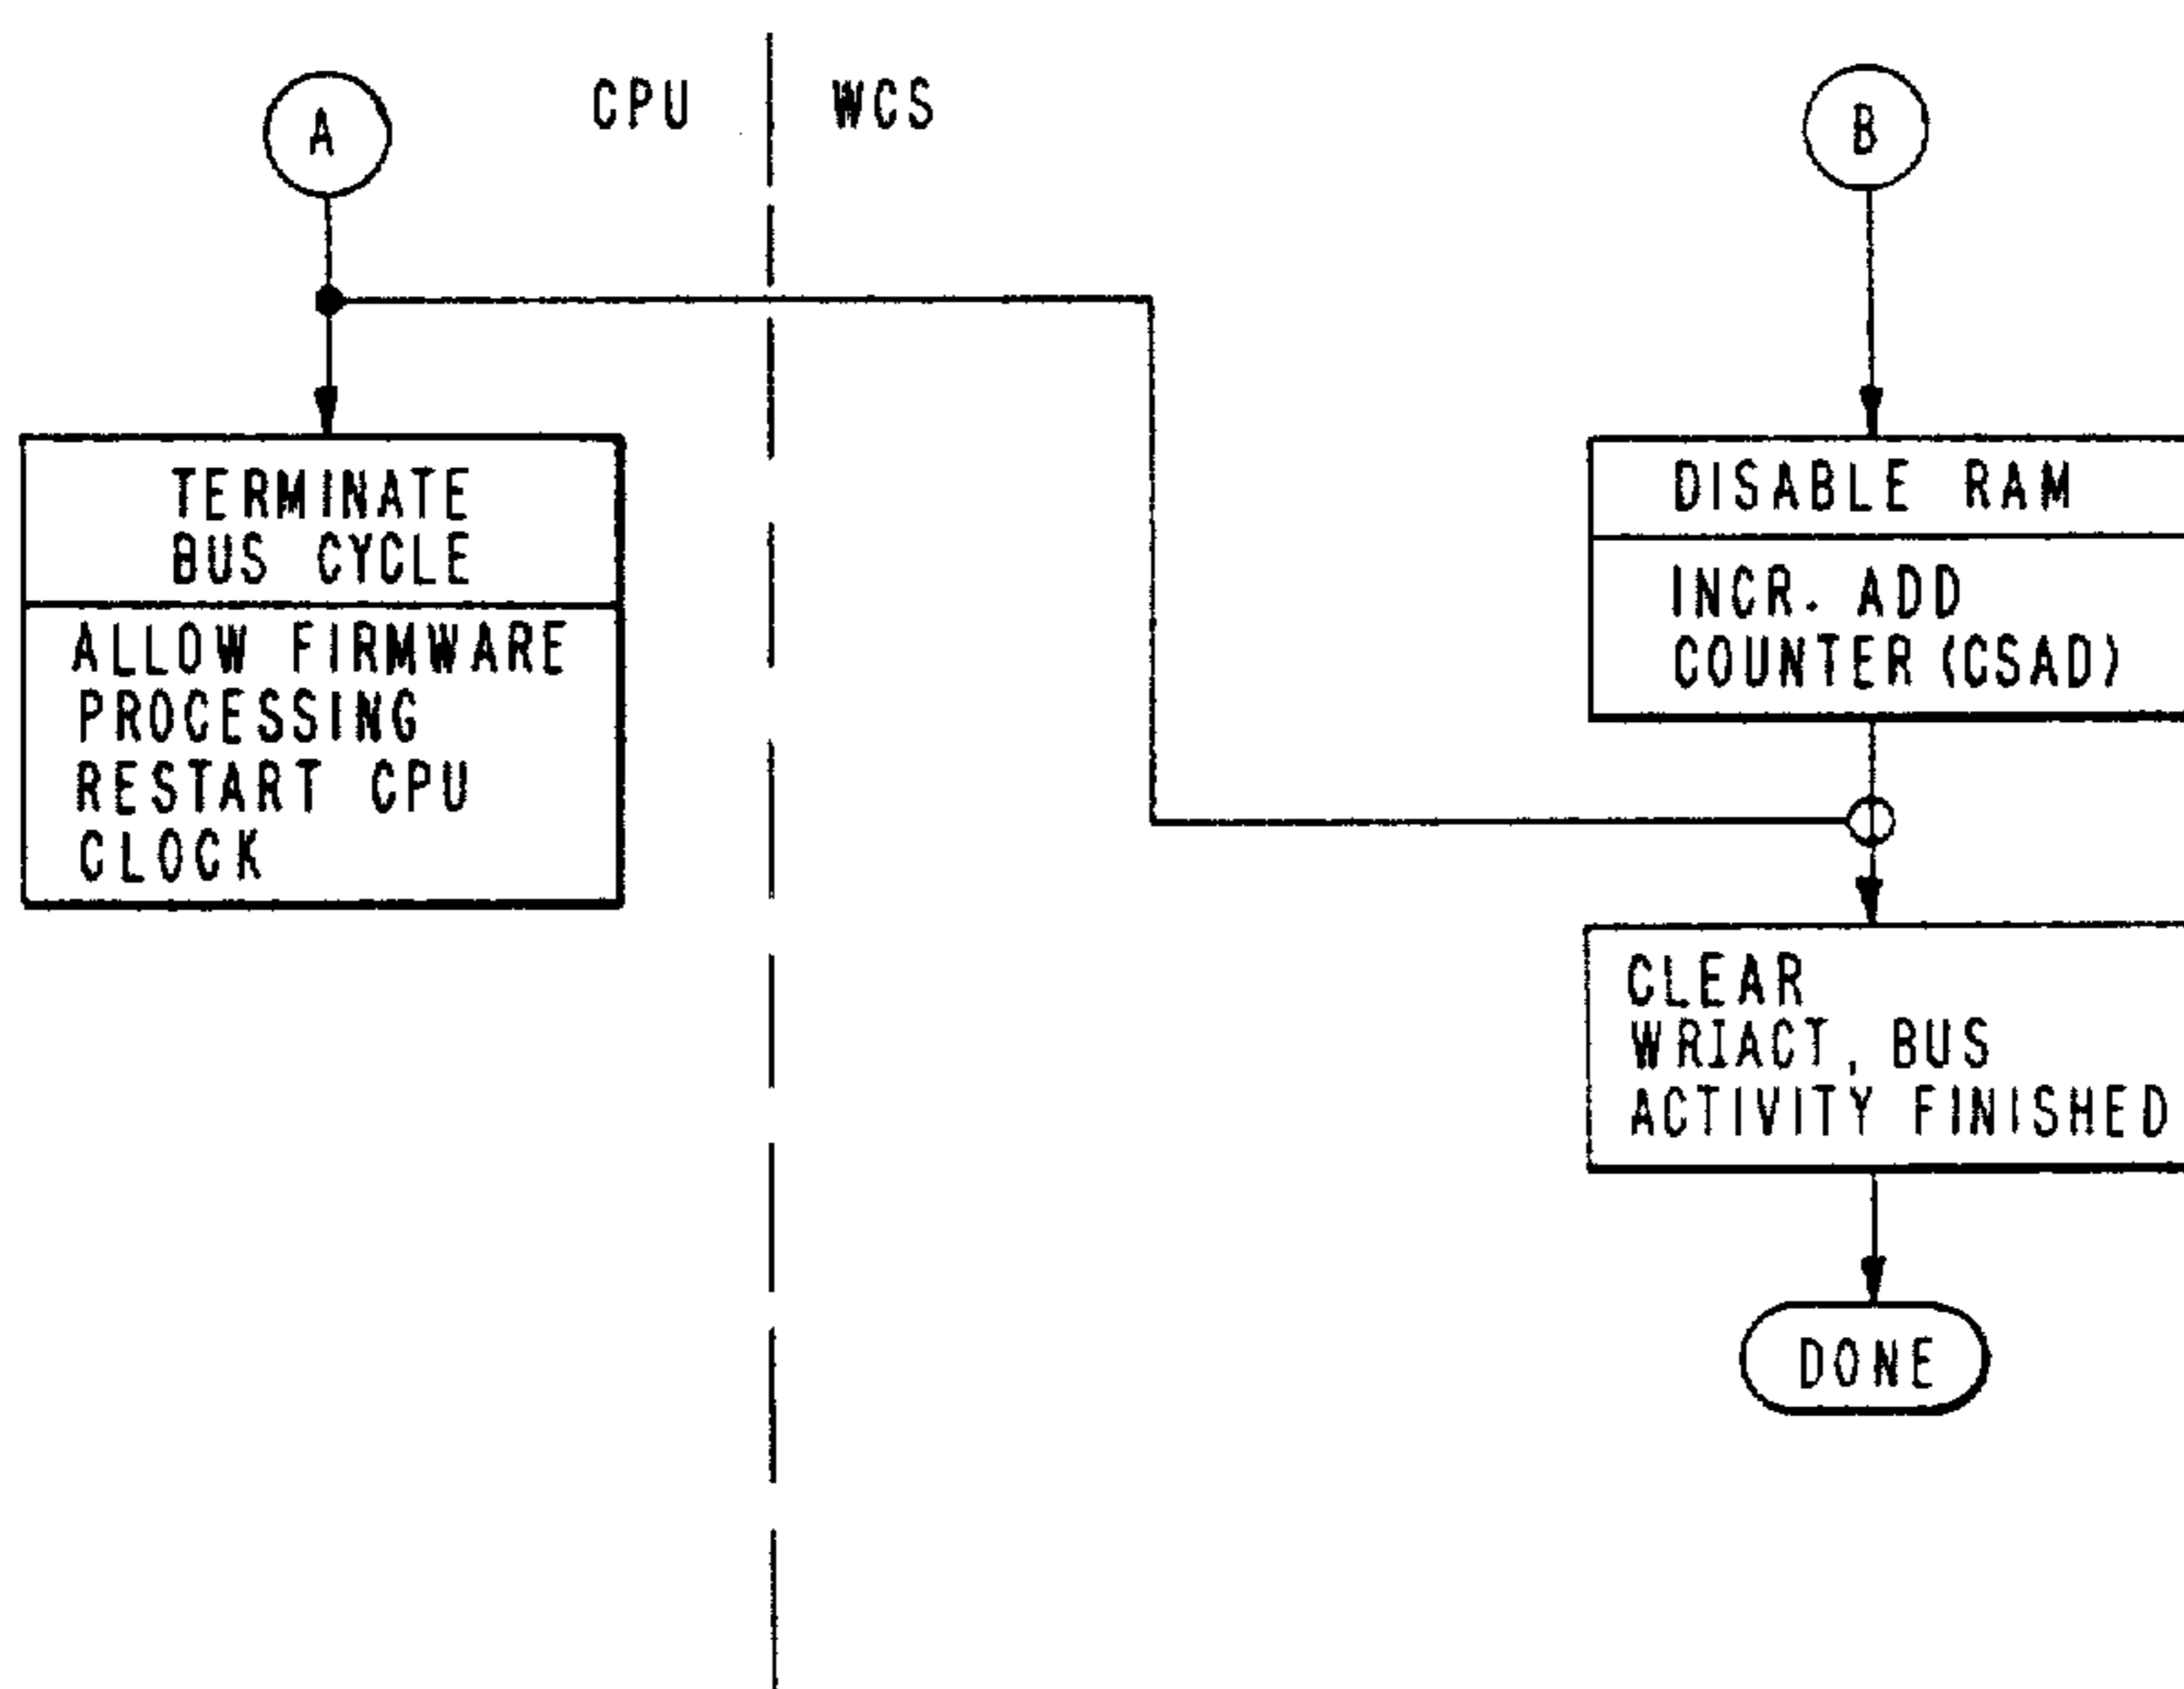 A
CPU
WCS
B
TERMINATE
BUS CYCLE
ALLOW FIRMWARE
PROCESSING
RESTART CPU
CLOCK
DISABLE RAM
INCR. ADD
COUNTER (CSAD)
CLEAR
WRIACT, BUS
ACTIVITY FINISHED
DONE